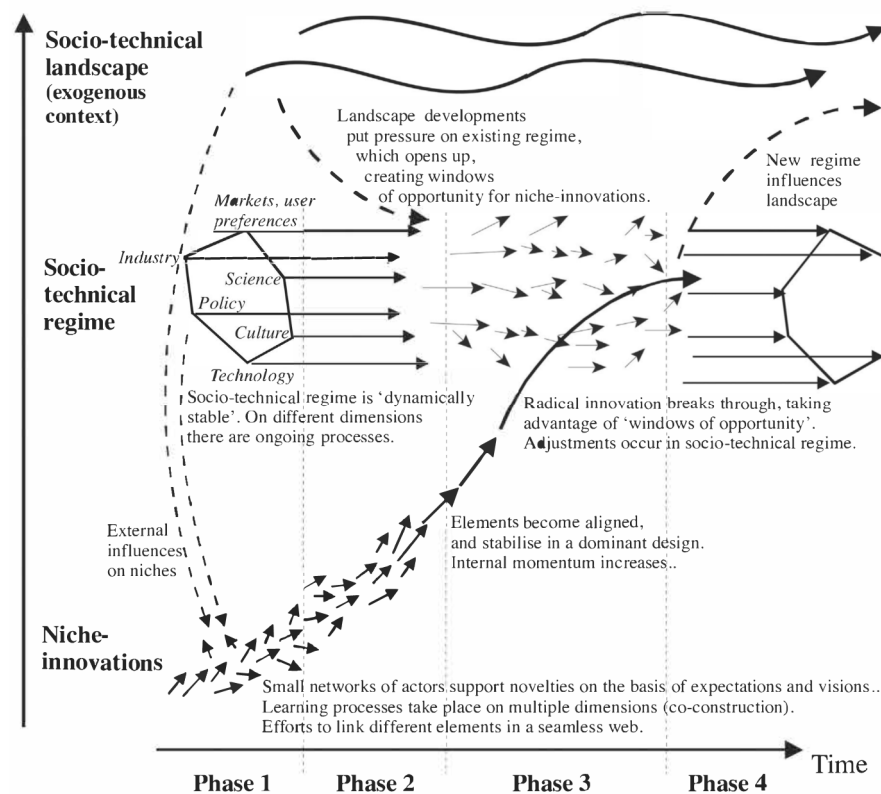 Socio-technical
landscape
(exogenous
context)
Landscape developments
put pressure on existing regime,
which opens up,
creating windows
of opportunity for niche-innovations.
New regime
influences
landscape
Markets, user
preferences
Industry
Science
Policy
Culture
Technology
Socio-
technical
regime
Socio-technical regime is ‘dynamically
stable’. On different dimensions
there are ongoing processes.
Radical innovation breaks through, taking
advantage of ‘windows of opportunity’.
Adjustments occur in socio-technical regime.
External
influences
on niches
Elements become aligned,
and stabilise in a dominant design.
Internal momentum increases..
Niche-
innovations
Small networks of actors support novelties on the basis of expectations and visions..
Learning processes take place on multiple dimensions (co-construction).
Efforts to link different elements in a seamless web.
Time
Phase 1
Phase 2
Phase 3
Phase 4